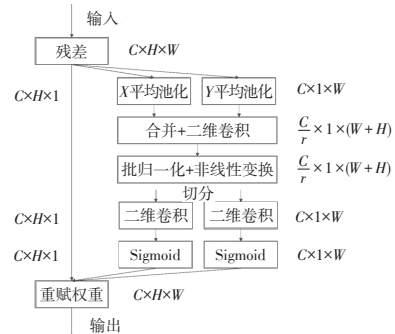 输入
残差 C×H×W
C×H×1 X平均池化 Y平均池化 C×1×W
合并+二维卷积 C/r×1×(W+H)
批归一化+非线性变换 C/r×1×(W+H)
切分
C×H×1 二维卷积 二维卷积 C×1×W
C×H×1 Sigmoid Sigmoid C×1×W
重赋权重 C×H×W
输出